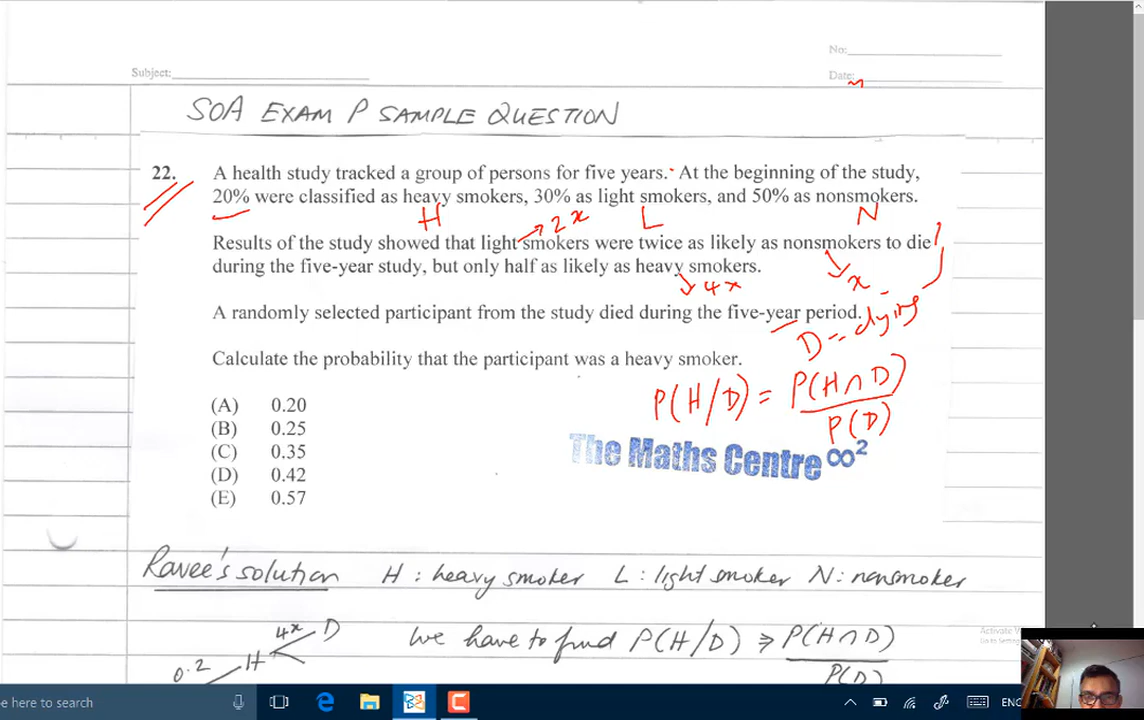 No:
Subject:
Date:
SOA EXAM P SAMPLE QUESTION
22. A health study tracked a group of persons for five years. At the beginning of the study,
20% were classified as heavy smokers, 30% as light smokers, and 50% as nonsmokers.
H → 2x L N
Results of the study showed that light smokers were twice as likely as nonsmokers to die
during the five-year study, but only half as likely as heavy smokers.
4x x
A randomly selected participant from the study died during the five-year period.
D = dying
Calculate the probability that the participant was a heavy smoker.
P(H/D) = P(H∩D)
P(D)
(A) 0.20
(B) 0.25
(C) 0.35
(D) 0.42
(E) 0.57
The Maths Centre ∞²
Ravee's solution H : heavy smoker L : light smoker N : nonsmoker
4x D
We have to find P(H/D) ⇒ P(H∩D)
P(D)
0.2 H
e here to search
ENG